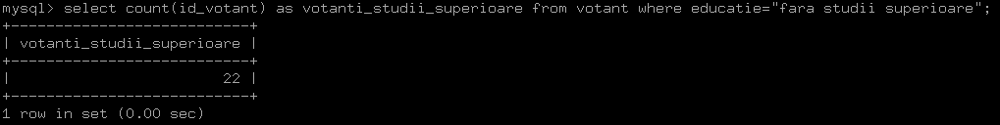 mysql> select count(id_votant) as votanti_studii_superioare from votant where educatie="fara studii superioare";
+---------------------------+
| votanti_studii_superioare |
+---------------------------+
|                        22 |
+---------------------------+
1 row in set (0.00 sec)